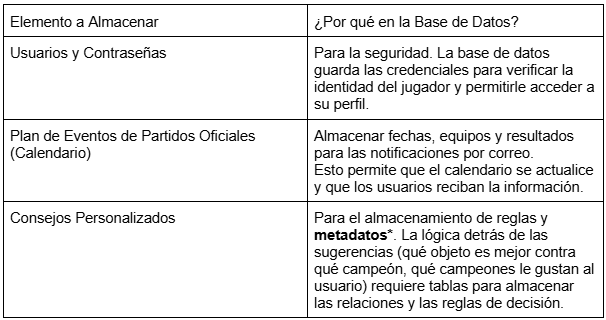 Elemento a Almacenar
¿Por qué en la Base de Datos?
Usuarios y Contraseñas
Para la seguridad. La base de datos
guarda las credenciales para verificar la
identidad del jugador y permitirle acceder a
su perfil.
Plan de Eventos de Partidos Oficiales
(Calendario)
Almacenar fechas, equipos y resultados
para las notificaciones por correo.
Esto permite que el calendario se actualice
y que los usuarios reciban la información.
Consejos Personalizados
Para el almacenamiento de reglas y
metadatos*. La lógica detrás de las
sugerencias (qué objeto es mejor contra
qué campeón, qué campeones le gustan al
usuario) requiere tablas para almacenar
las relaciones y las reglas de decisión.